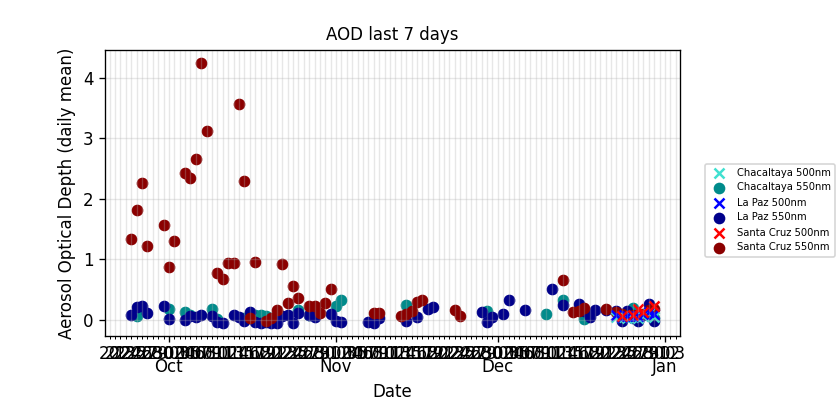 AOD last 7 days
Aerosol Optical Depth (daily mean)
4
3
2
1
0
Oct
Nov
Dec
Jan
Date
Chacaltaya 500nm
Chacaltaya 550nm
La Paz 500nm
La Paz 550nm
Santa Cruz 500nm
Santa Cruz 550nm